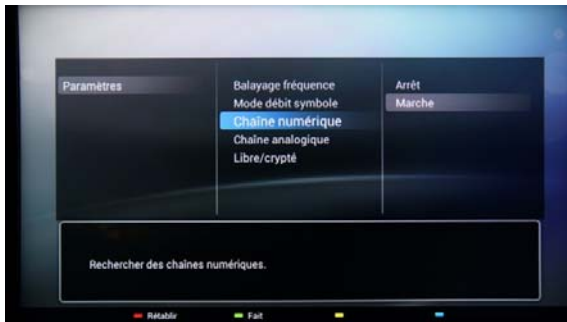 Paramètres
Balayage fréquence
Mode débit symbole
Chaîne numérique
Chaîne analogique
Libre/crypté
Arrêt
Marche
Rechercher des chaînes numériques.
Rétablir
Fait